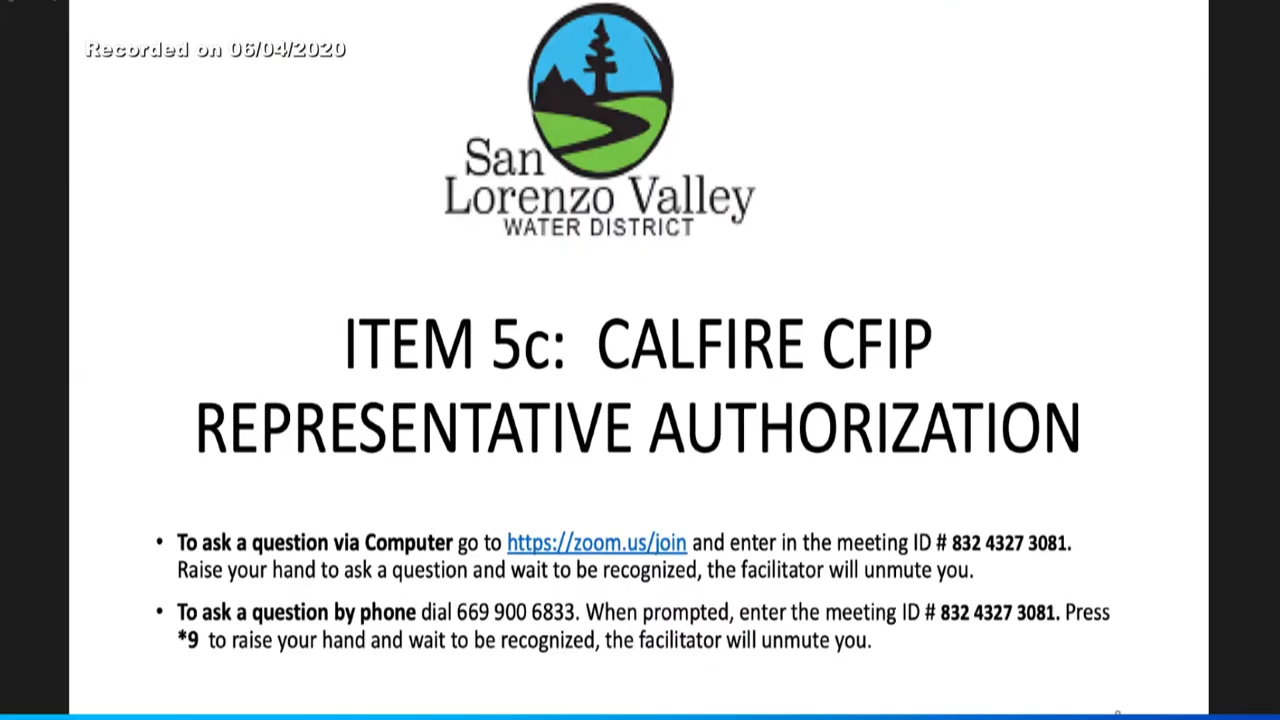 Recorded on 06/04/2020
San
Lorenzo Valley
WATER DISTRICT
ITEM 5c: CALFIRE CFIP
REPRESENTATIVE AUTHORIZATION
• To ask a question via Computer go to https://zoom.us/join and enter in the meeting ID # 832 4327 3081.
Raise your hand to ask a question and wait to be recognized, the facilitator will unmute you.
• To ask a question by phone dial 669 900 6833. When prompted, enter the meeting ID # 832 4327 3081. Press
*9 to raise your hand and wait to be recognized, the facilitator will unmute you.